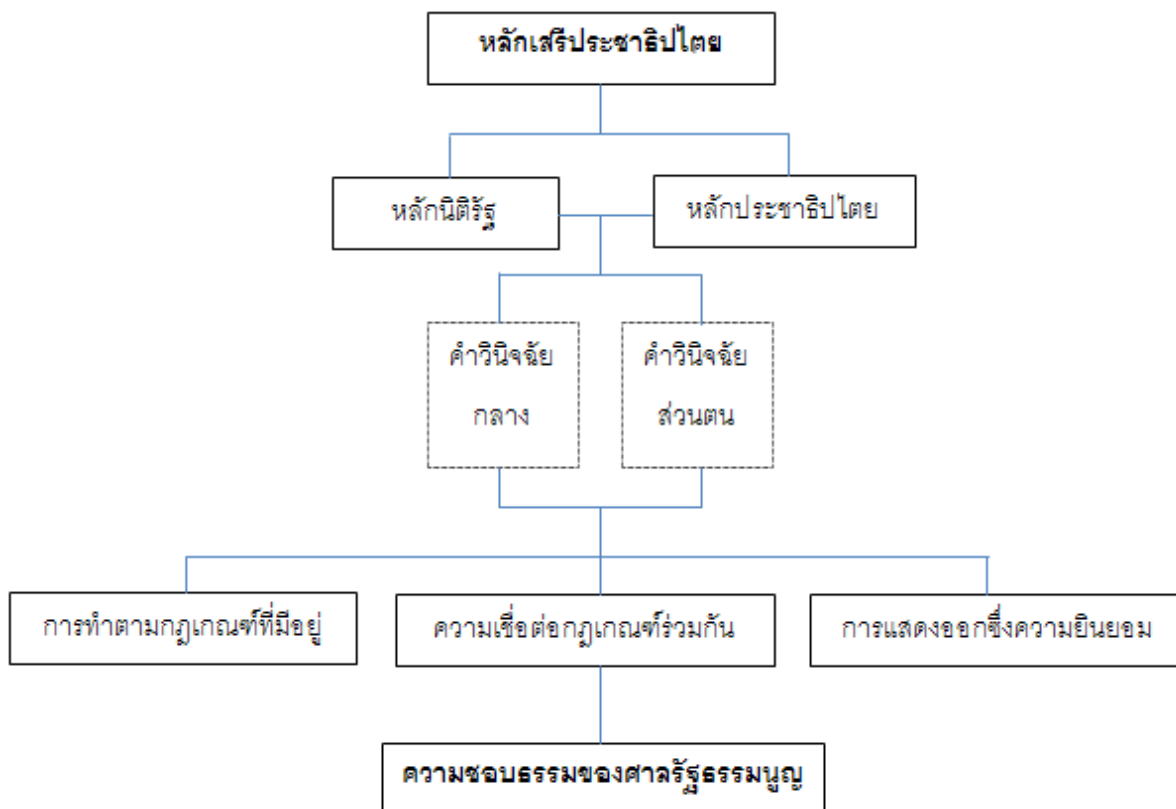 หลักเสรีประชาธิปไตย
หลักนิติรัฐ
หลักประชาธิปไตย
คำวินิจฉัย
กลาง
คำวินิจฉัย
ส่วนตน
การทำตามกฎเกณฑ์ที่มีอยู่
ความเชื่อต่อกฎเกณฑ์ร่วมกัน
การแสดงออกซึ่งความยินยอม
ความชอบธรรมของศาลรัฐธรรมนูญ